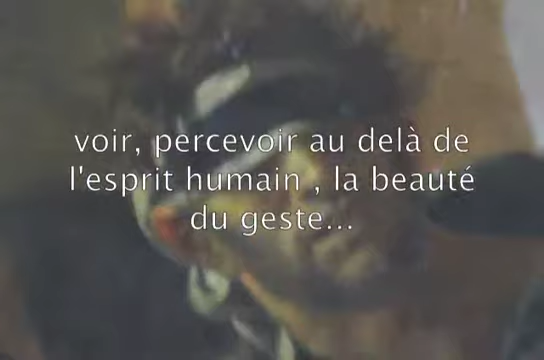 voir, percevoir au delà de
l'esprit humain , la beauté
du geste...